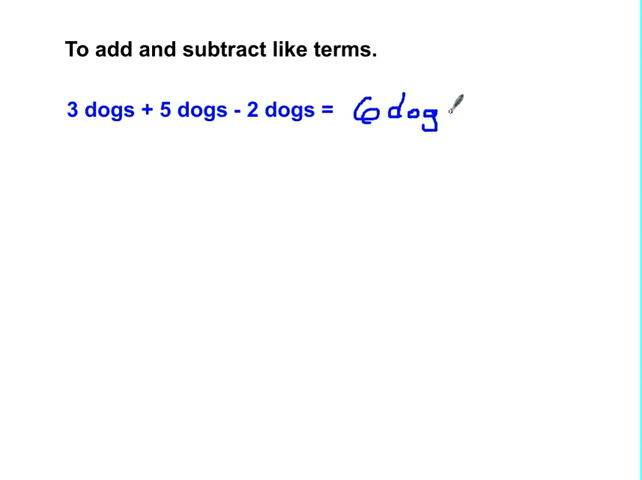 To add and subtract like terms.
3 dogs + 5 dogs - 2 dogs = 6 dog